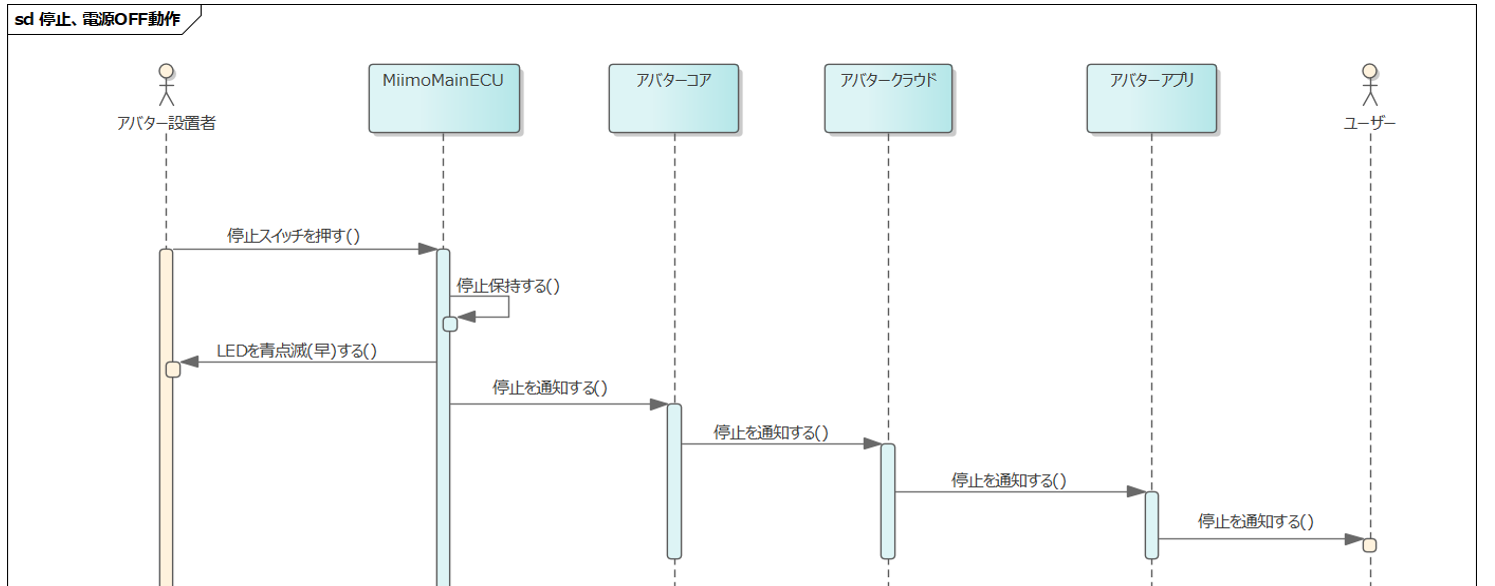 sd 停止、電源OFF動作
アバター設置者
MiimoMainECU
アバターコア
アバタークラウド
アバターアプリ
ユーザー
停止スイッチを押す()
停止保持する()
LEDを青点滅(早)する()
停止を通知する()
停止を通知する()
停止を通知する()
停止を通知する()